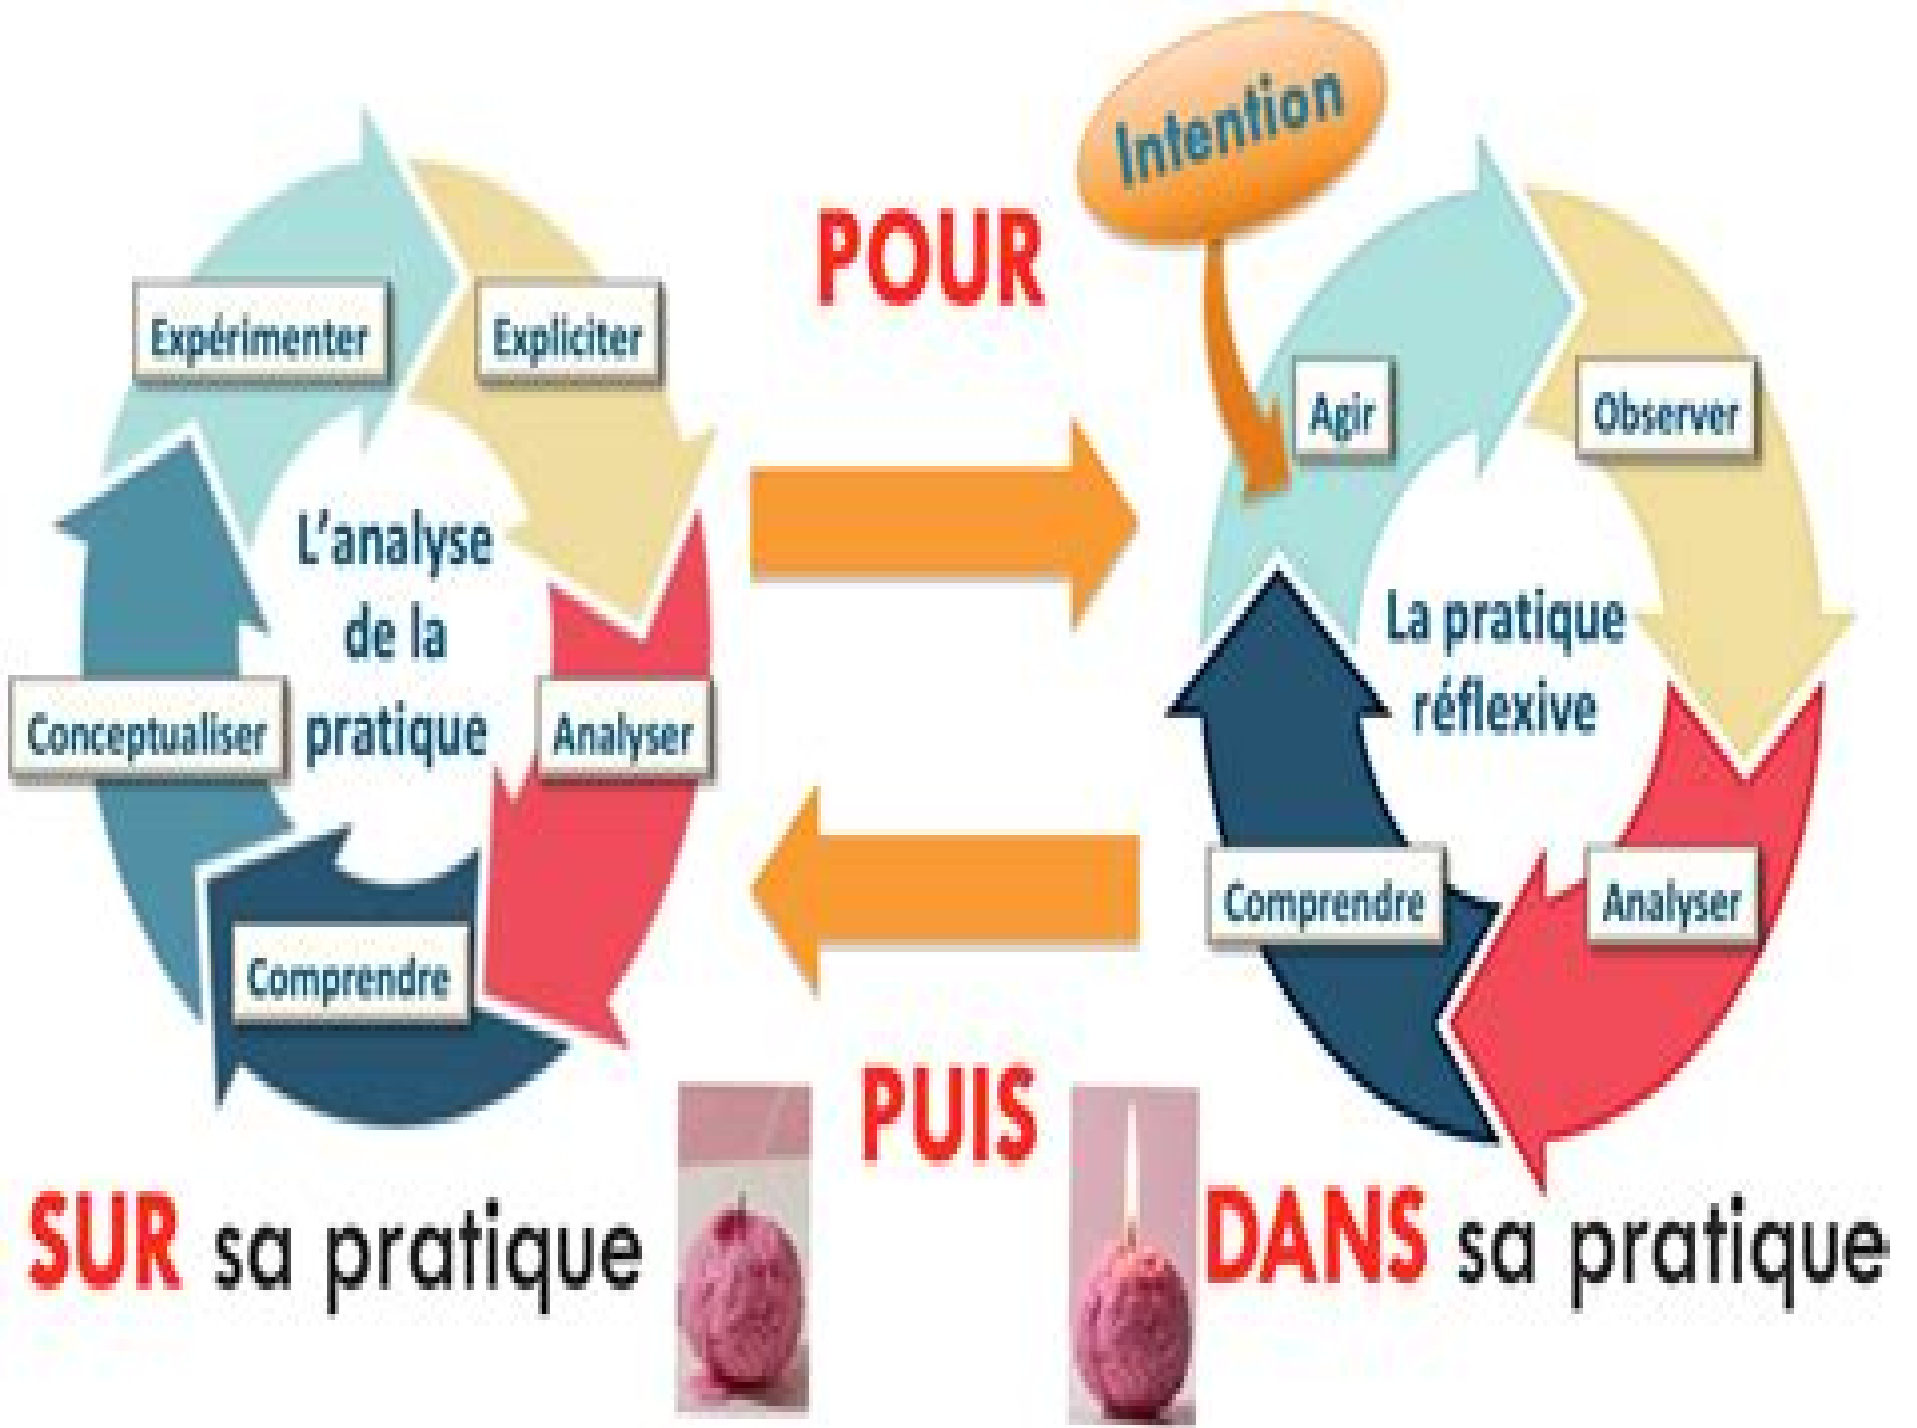 Intention
POUR
Expérimenter
Expliciter
L'analyse
de la
pratique
Analyser
Comprendre
Conceptualiser
Agir
Observer
La pratique
réflexive
Analyser
Comprendre
PUIS
SUR sa pratique
DANS sa pratique